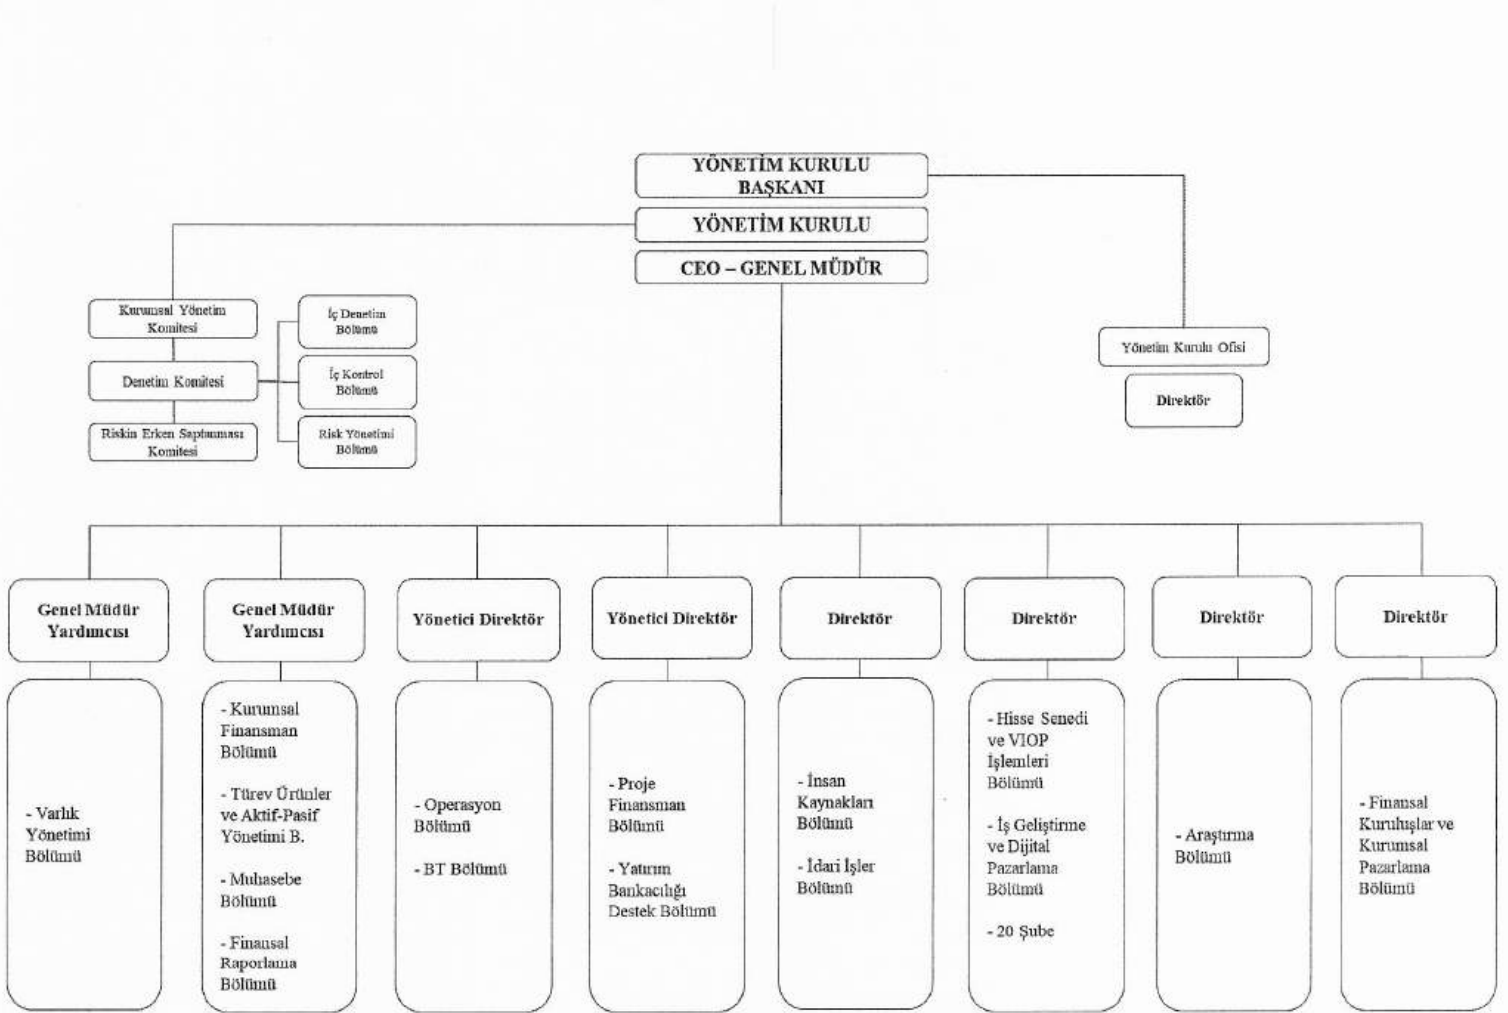 YÖNETİM KURULU
BAŞKANI
YÖNETİM KURULU
CEO – GENEL MÜDÜR
Kurumsal Yönetim
Komitesi
Denetim Komitesi
Riskin Erken Saptanması
Komitesi
İç Denetim
Bölümü
İç Kontrol
Bölümü
Risk Yönetimi
Bölümü
Yönetim Kurulu Ofisi
Direktör
Genel Müdür
Yardımcısı
- Varlık
Yönetimi
Bölümü
Genel Müdür
Yardımcısı
- Kurumsal
Finansman
Bölümü
- Türev Ürünler
ve Aktif-Pasif
Yönetimi B.
- Muhasebe
Bölümü
- Finansal
Raporlama
Bölümü
Yönetici Direktör
- Operasyon
Bölümü
- BT Bölümü
Yönetici Direktör
- Proje
Finansman
Bölümü
- Yatırım
Bankacılığı
Destek Bölümü
Direktör
- İnsan
Kaynakları
Bölümü
- İdari İşler
Bölümü
Direktör
- Hisse Senedi
ve VIOP
İşlemleri
Bölümü
- İş Geliştirme
ve Dijital
Pazarlama
Bölümü
- 20 Şube
Direktör
- Araştırma
Bölümü
Direktör
- Finansal
Kuruluşlar ve
Kurumsal
Pazarlama
Bölümü